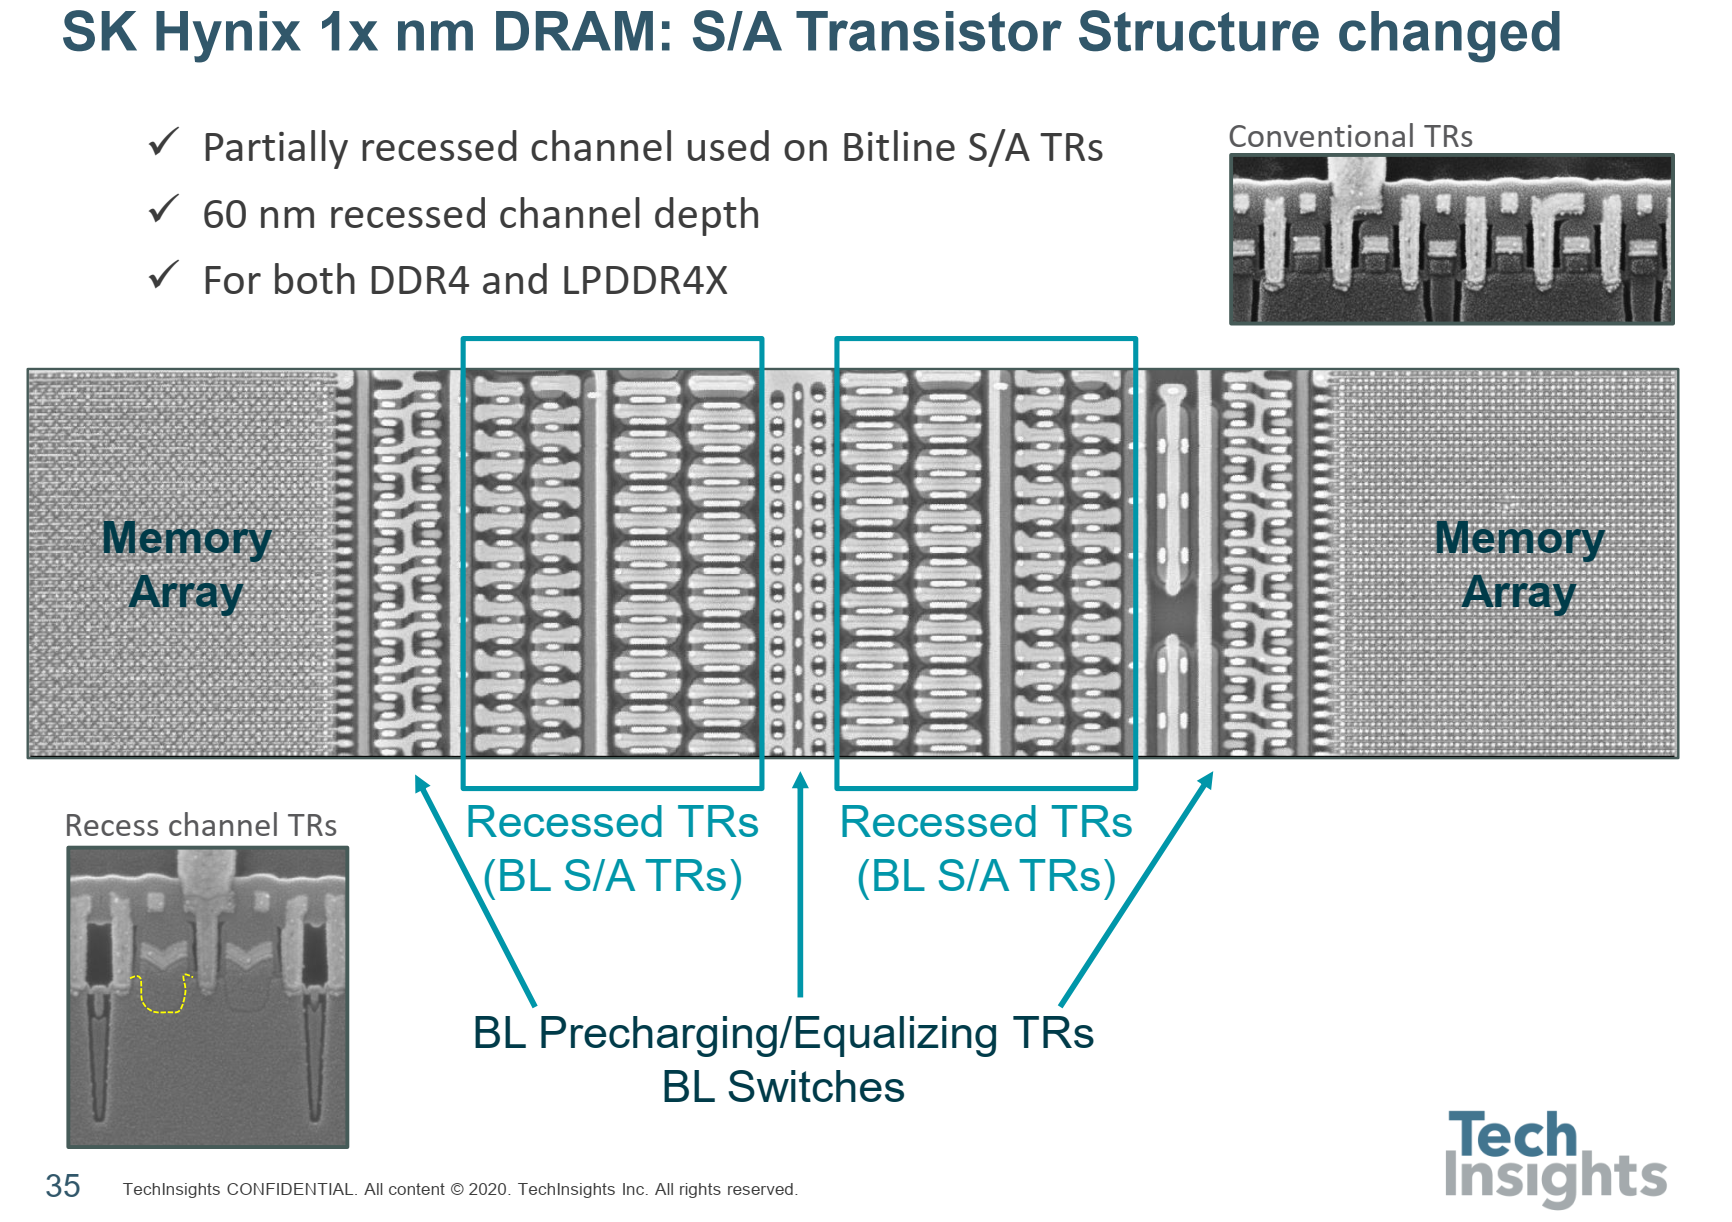 SK Hynix 1x nm DRAM: S/A Transistor Structure changed
✓ Partially recessed channel used on Bitline S/A TRs
✓ 60 nm recessed channel depth
✓ For both DDR4 and LPDDR4X
Conventional TRs
Memory
Array
Memory
Array
Recess channel TRs
Recessed TRs
(BL S/A TRs)
Recessed TRs
(BL S/A TRs)
BL Precharging/Equalizing TRs
BL Switches
35
TechInsights CONFIDENTIAL. All content © 2020. TechInsights Inc. All rights reserved.
Tech
Insights